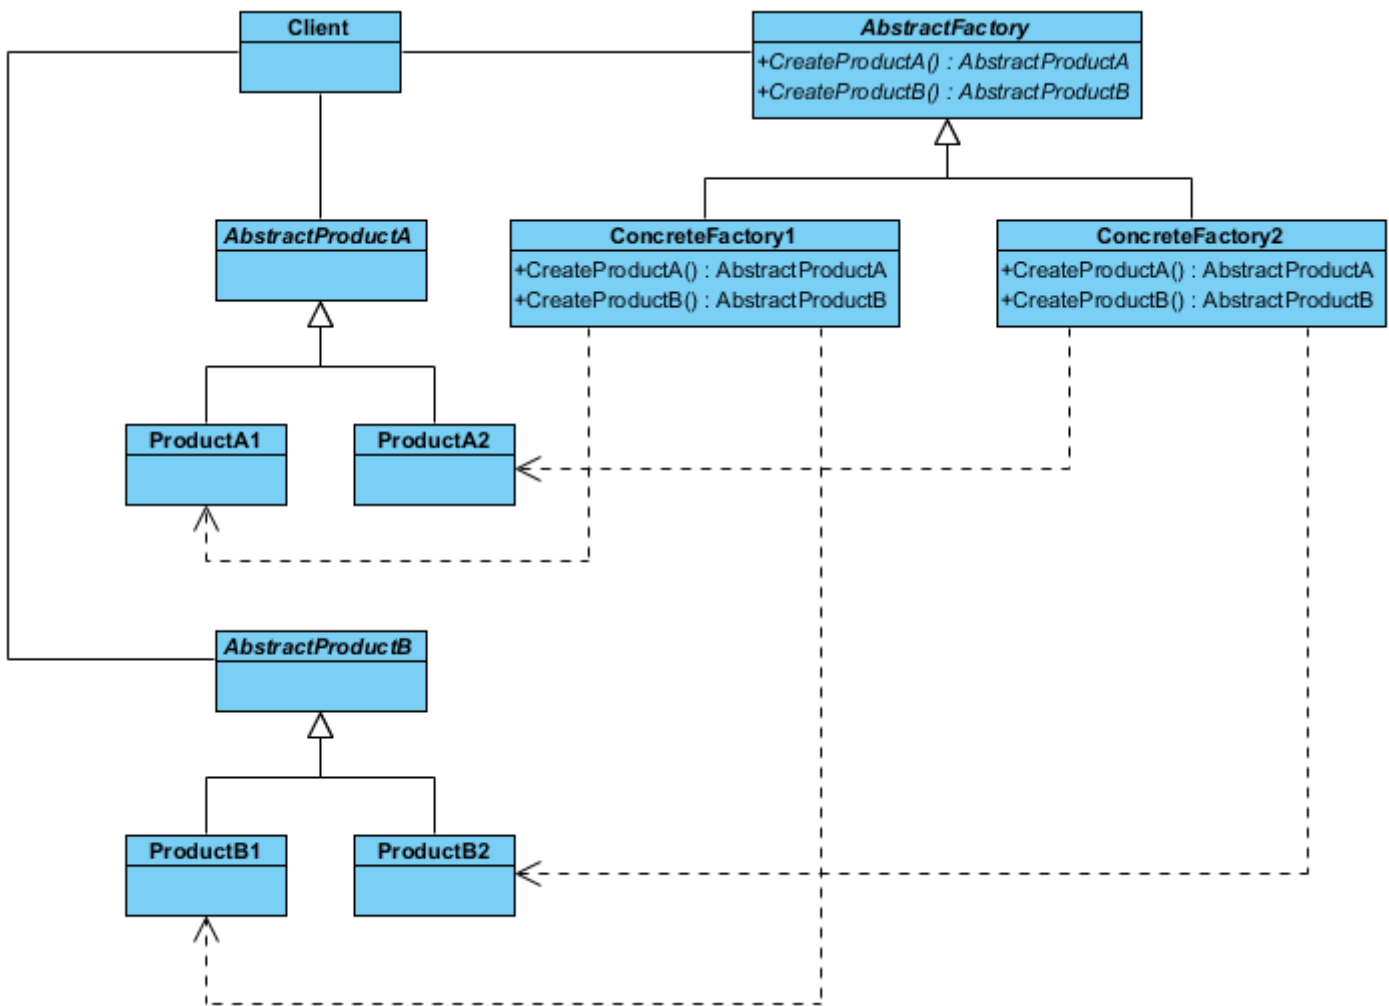 Client
AbstractFactory
+CreateProductA() : AbstractProductA
+CreateProductB() : AbstractProductB
AbstractProductA
ConcreteFactory1
+CreateProductA() : AbstractProductA
+CreateProductB() : AbstractProductB
ConcreteFactory2
+CreateProductA() : AbstractProductA
+CreateProductB() : AbstractProductB
ProductA1
ProductA2
AbstractProductB
ProductB1
ProductB2